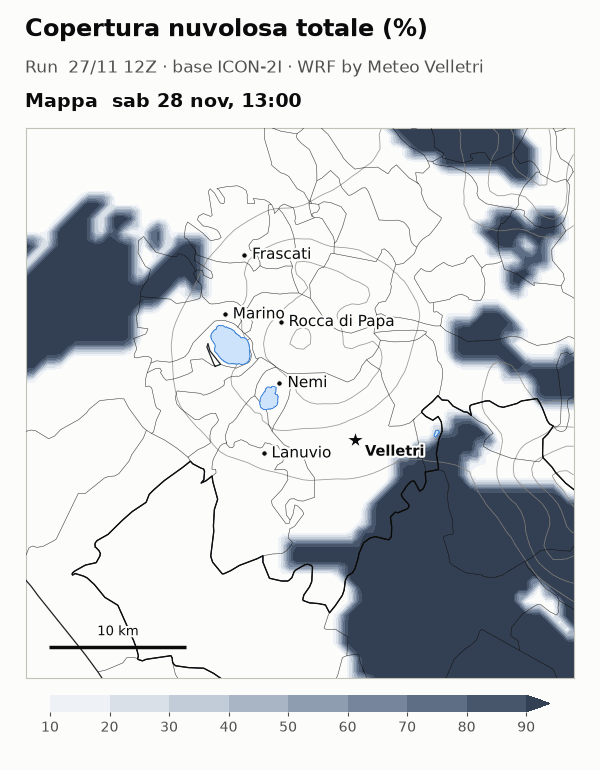 Copertura nuvolosa totale (%)
Run  27/11 12Z · base ICON-2I · WRF by Meteo Velletri
Mappa  sab 28 nov, 13:00
Frascati
Marino
Rocca di Papa
Nemi
Velletri
Lanuvio
10 km
10 20 30 40 50 60 70 80 90